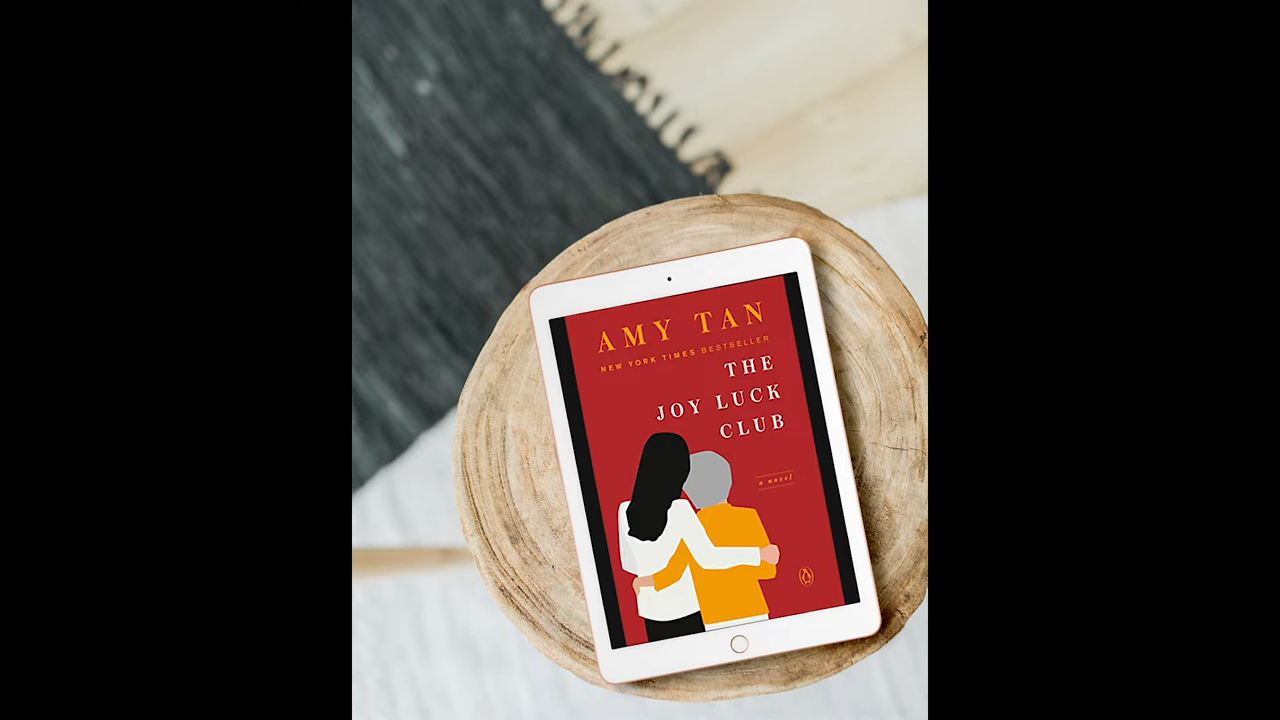 AMY TAN
NEW YORK TIMES BESTSELLER
THE
JOY LUCK
CLUB
a novel